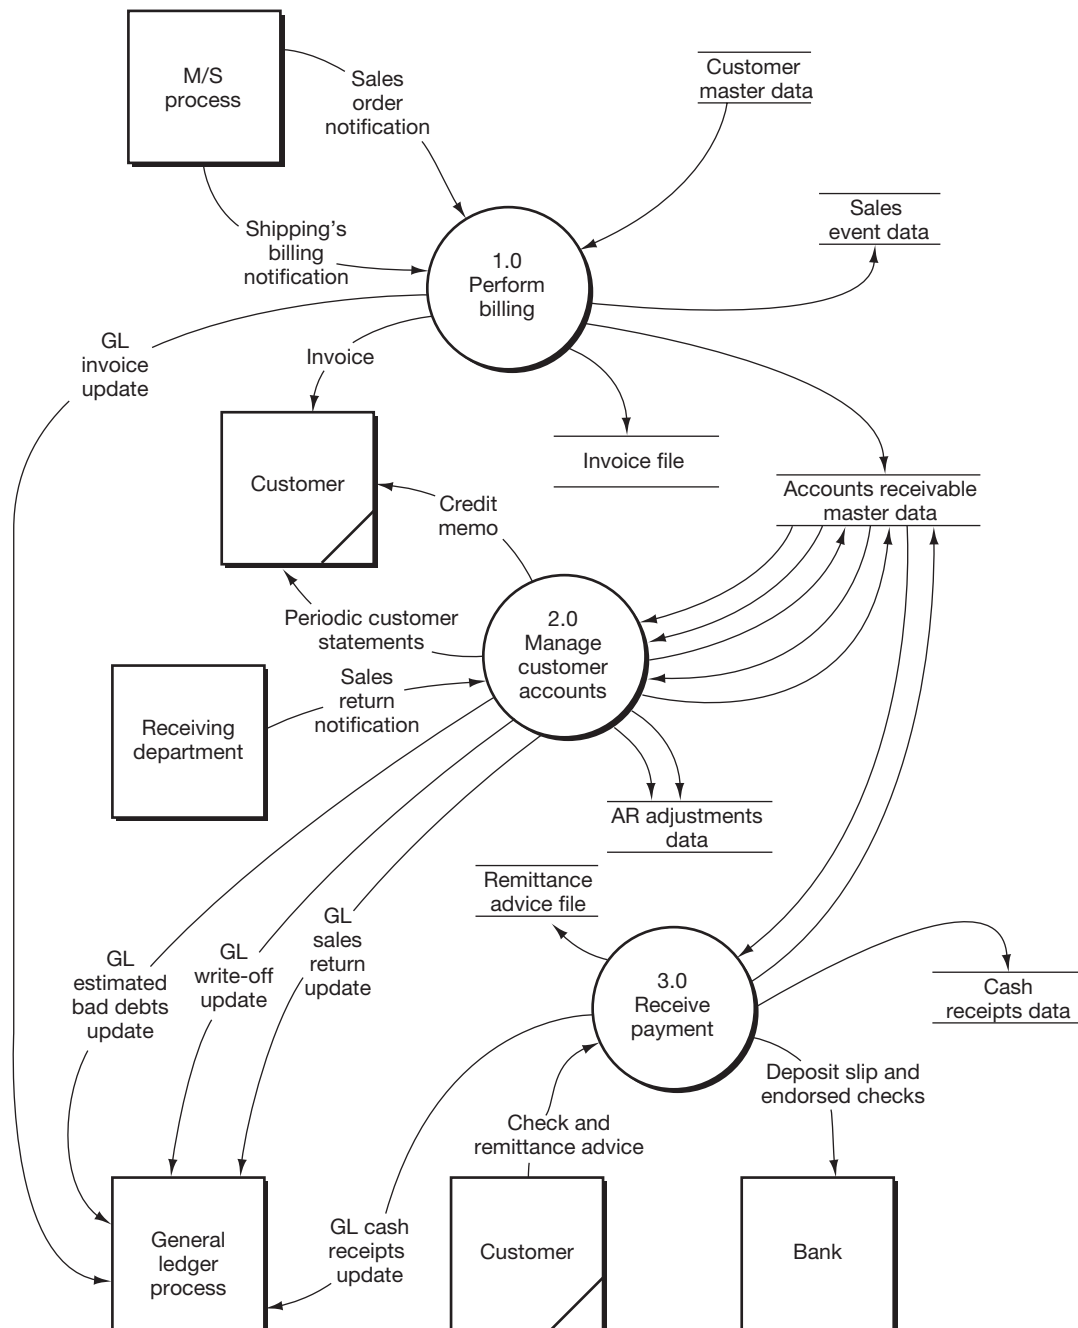 M/S
process
Sales
order
notification
Customer
master data
Shipping's
billing
notification
Sales
event data
1.0
Perform
billing
GL
invoice
update
Invoice
Customer
Invoice file
Accounts receivable
master data
Credit
memo
Periodic customer
statements
2.0
Manage
customer
accounts
Sales
return
notification
Receiving
department
AR adjustments
data
Remittance
advice file
GL
estimated
bad debts
update
GL
write-off
update
GL
sales
return
update
3.0
Receive
payment
Cash
receipts data
Deposit slip and
endorsed checks
Check and
remittance advice
General
ledger
process
GL cash
receipts
update
Customer
Bank